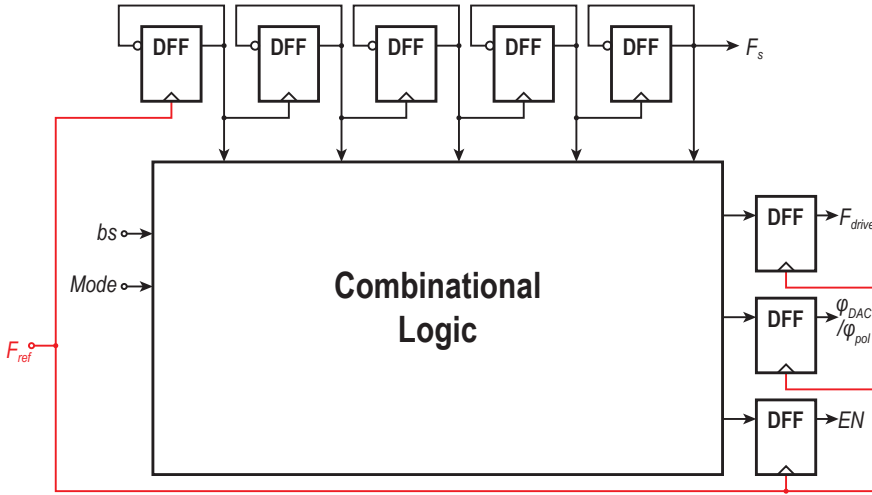 DFF
DFF
DFF
DFF
DFF
Fs
bs
Mode
Fref
Combinational
Logic
DFF
Fdrive
DFF
φDAC
/φpol
DFF
EN